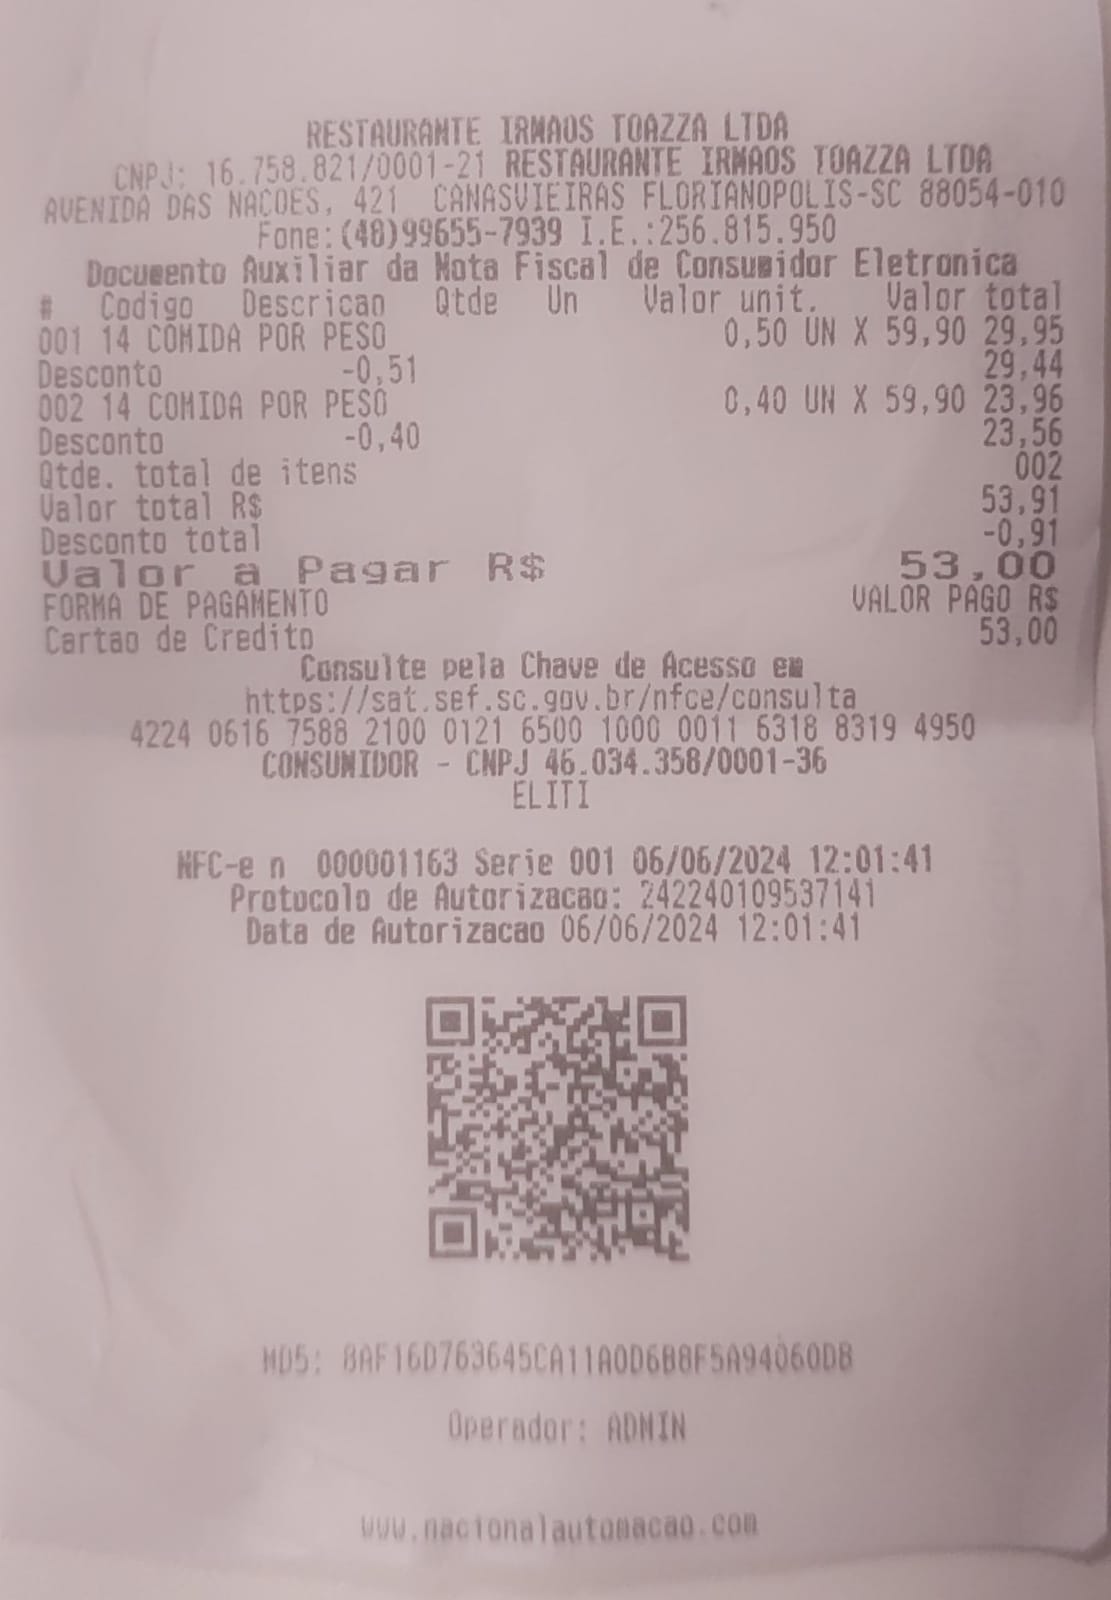 RESTAURANTE IRMAOS TOAZZA LTDA
CNPJ: 16.758.821/0001-21 RESTAURANTE IRMAOS TOAZZA LTDA
AVENIDA DAS NAÇOES, 421 CANASVIEIRAS FLORIANOPOLIS-SC 88054-010
Fone:(48)99655-7939 I.E.:256.815.950
Documento Auxiliar da Nota Fiscal de Consumidor Eletronica
# Codigo Descrican Qtde Un Valor unit. Valor total
001 14 COMIDA POR PESO 0,50 UN X 59,90 29,95
Desconto -0,51 29,44
002 14 COMIDA POR PESO 0,40 UN X 59,90 23,96
Desconto -0,40 23,56
Qtde. total de itens 002
Valor total R$ 53,91
Desconto total -0,91
Valor a Pagar R$ 53,00
FORMA DE PAGAMENTO VALOR PAGO R$
Cartao de Credito 53,00
Consulte pela Chave de Acesso em
https://sat.sef.sc.gov.br/nfce/consulta
4224 0616 7588 2100 0121 6500 1000 0011 6318 8319 4950
CONSUMIDOR - CNPJ 46.034.358/0001-36
ELITI
NFC-e n 000001163 Serie 001 06/06/2024 12:01:41
Protocolo de Autorizacao: 242240109537141
Data de Autorizacao 06/06/2024 12:01:41
MD5: 8AF16D763645CA11A0D6B8F5A94060DB
Operador: ADMIN
www.nacionalautomacao.com